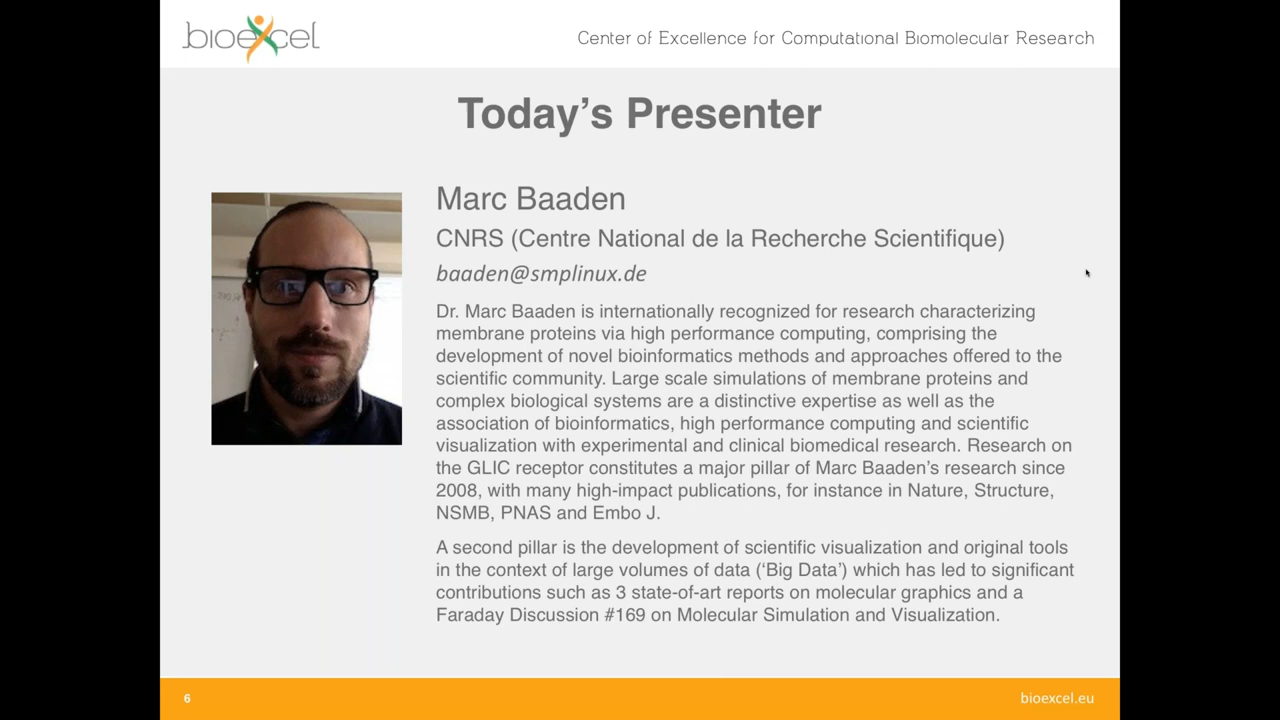 bioexcel
Center of Excellence for Computational Biomolecular Research
Today’s Presenter
Marc Baaden
CNRS (Centre National de la Recherche Scientifique)
baaden@smplinux.de
Dr. Marc Baaden is internationally recognized for research characterizing
membrane proteins via high performance computing, comprising the
development of novel bioinformatics methods and approaches offered to the
scientific community. Large scale simulations of membrane proteins and
complex biological systems are a distinctive expertise as well as the
association of bioinformatics, high performance computing and scientific
visualization with experimental and clinical biomedical research. Research on
the GLIC receptor constitutes a major pillar of Marc Baaden’s research since
2008, with many high-impact publications, for instance in Nature, Structure,
NSMB, PNAS and Embo J.
A second pillar is the development of scientific visualization and original tools
in the context of large volumes of data (‘Big Data’) which has led to significant
contributions such as 3 state-of-art reports on molecular graphics and a
Faraday Discussion #169 on Molecular Simulation and Visualization.
6
bioexcel.eu